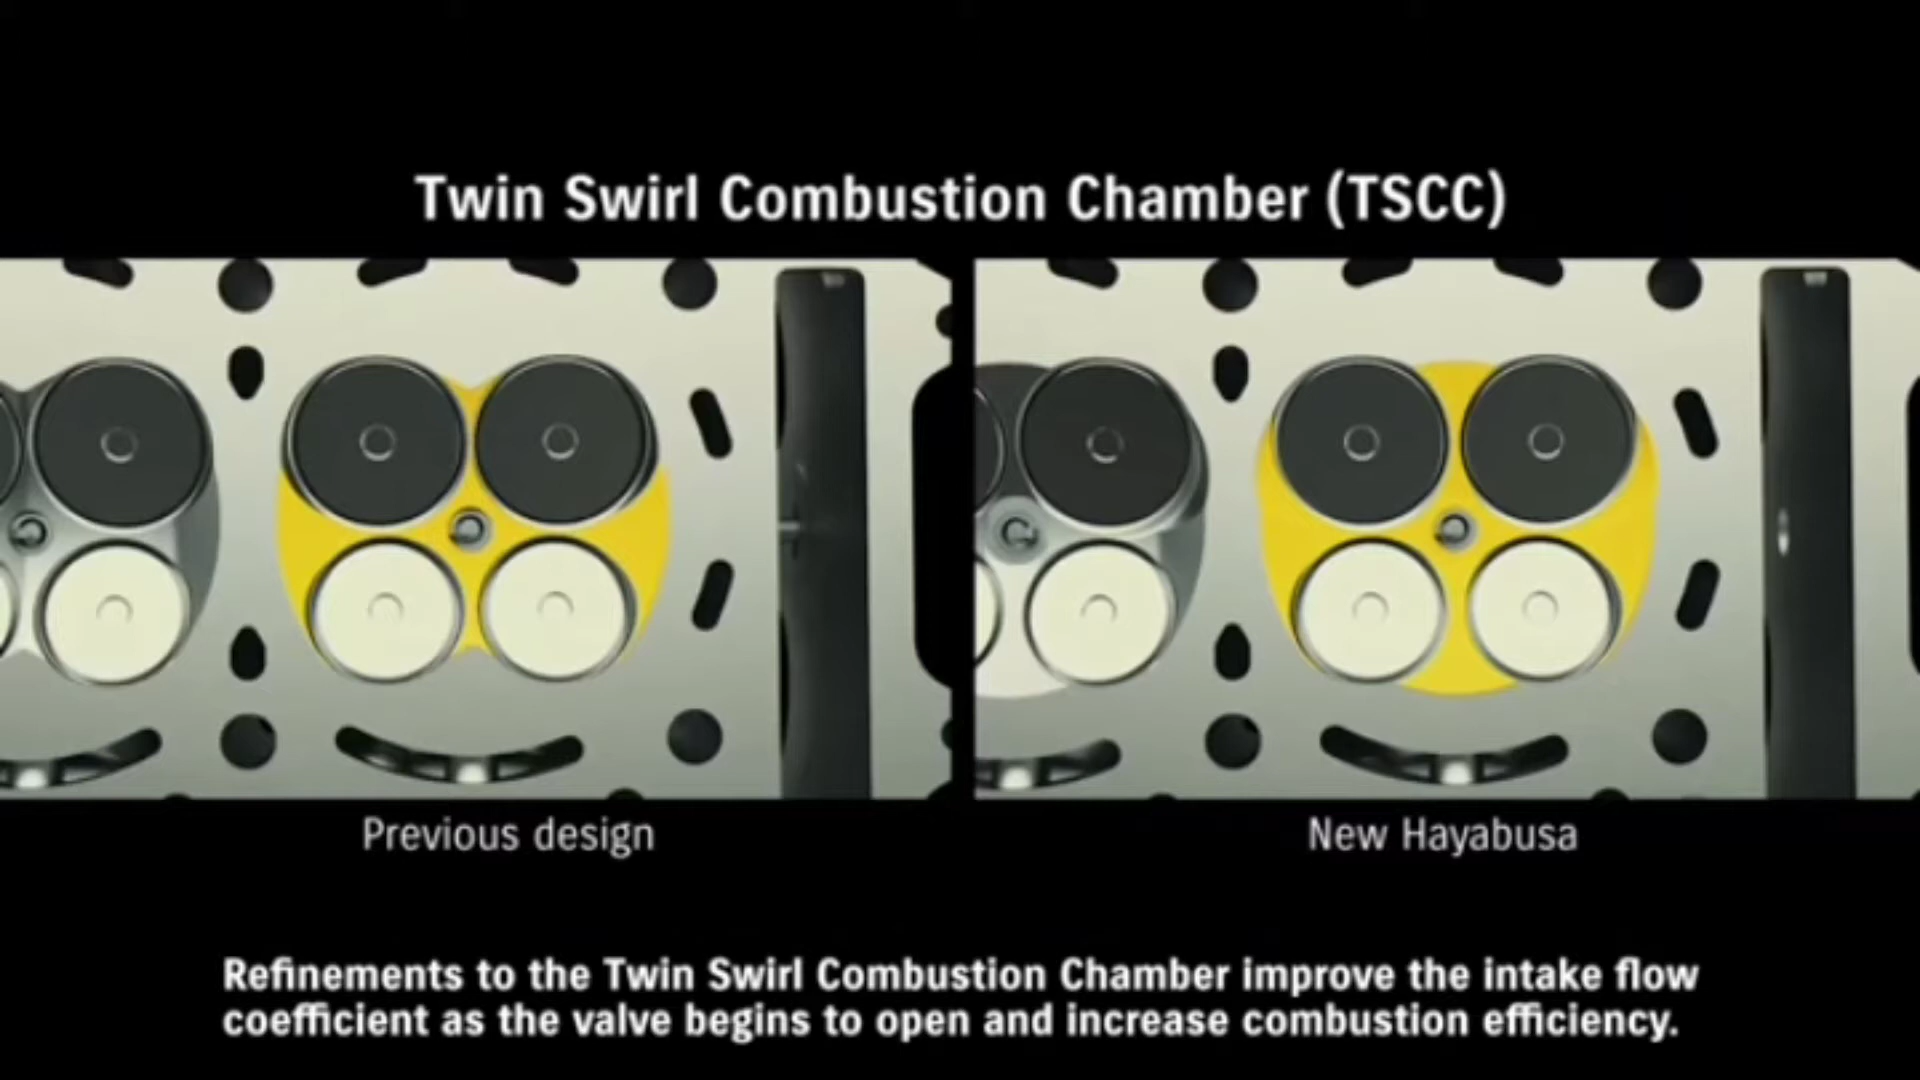 Twin Swirl Combustion Chamber (TSCC)
Previous design
New Hayabusa
Refinements to the Twin Swirl Combustion Chamber improve the intake flow
coefficient as the valve begins to open and increase combustion efficiency.